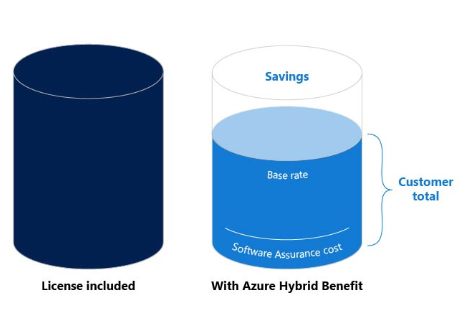 Savings
Base rate
Customer
total
Software Assurance cost
License included
With Azure Hybrid Benefit